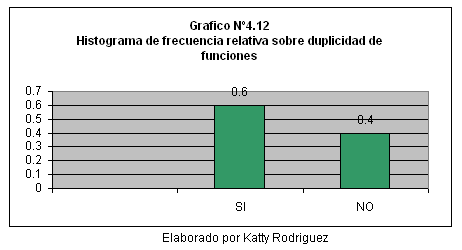 Grafico N°4.12
Histograma de frecuencia relativa sobre duplicidad de
funciones
0.7
0.6
0.5
0.4
0.3
0.2
0.1
0
0.6
0.4
SI
NO
Elaborado por Katty Rodriguez